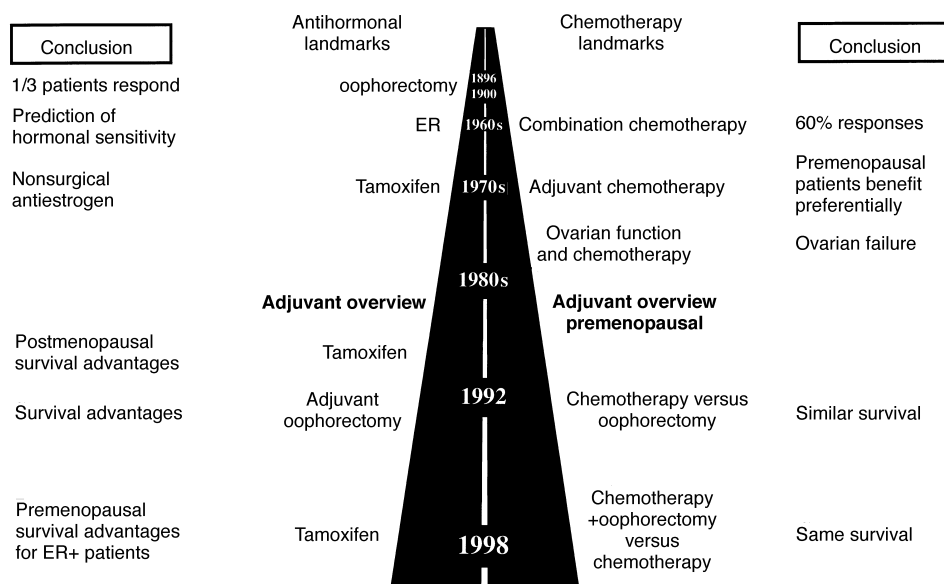 Antihormonal
landmarks
Chemotherapy
landmarks
Conclusion
Conclusion
1/3 patients respond
oophorectomy
1896
1900
Prediction of
hormonal sensitivity
ER
1960s
Combination chemotherapy
60% responses
Nonsurgical
antiestrogen
Tamoxifen
1970s
Adjuvant chemotherapy
Premenopausal
patients benefit
preferentially
Ovarian function
and chemotherapy
Ovarian failure
1980s
Adjuvant overview
Adjuvant overview
premenopausal
Postmenopausal
survival advantages
Tamoxifen
1992
Survival advantages
Adjuvant
oophorectomy
Chemotherapy versus
oophorectomy
Similar survival
Premenopausal
survival advantages
for ER+ patients
Tamoxifen
1998
Chemotherapy
+oophorectomy
versus
chemotherapy
Same survival